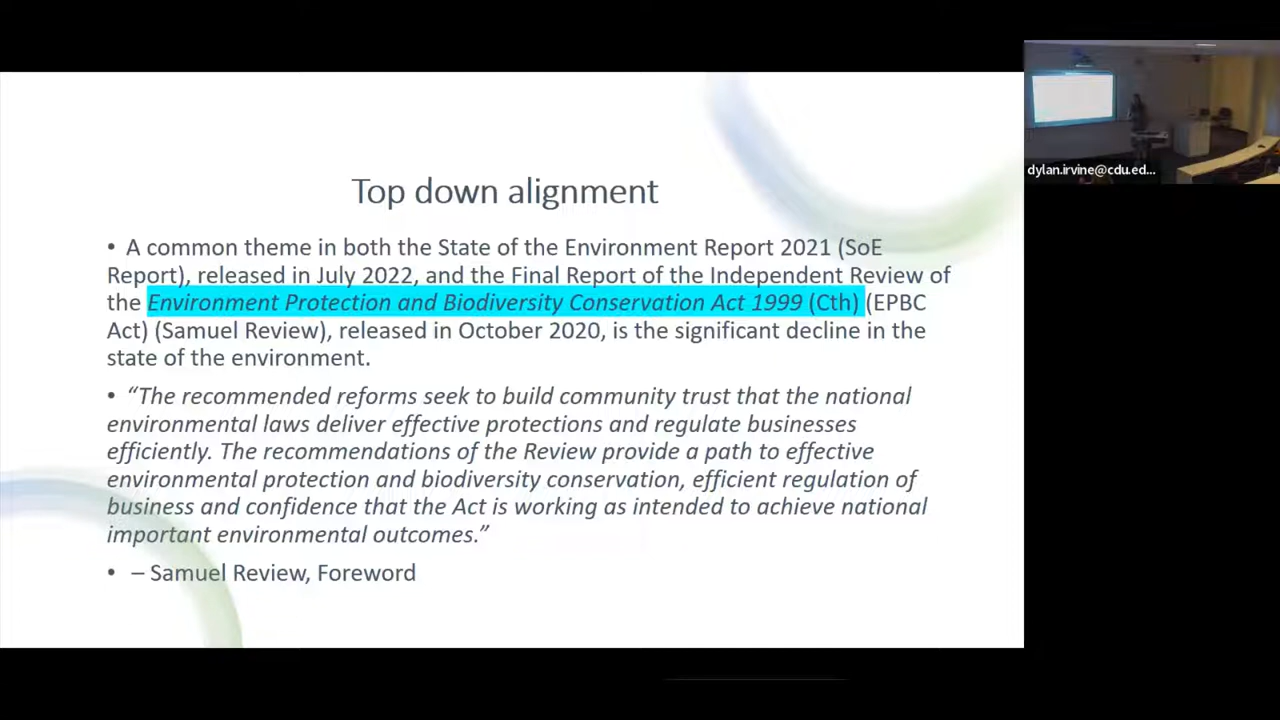 Top down alignment
• A common theme in both the State of the Environment Report 2021 (SoE
Report), released in July 2022, and the Final Report of the Independent Review of
the Environment Protection and Biodiversity Conservation Act 1999 (Cth) (EPBC
Act) (Samuel Review), released in October 2020, is the significant decline in the
state of the environment.
• “The recommended reforms seek to build community trust that the national
environmental laws deliver effective protections and regulate businesses
efficiently. The recommendations of the Review provide a path to effective
environmental protection and biodiversity conservation, efficient regulation of
business and confidence that the Act is working as intended to achieve national
important environmental outcomes.”
• – Samuel Review, Foreword
dylan.irvine@cdu.ed...